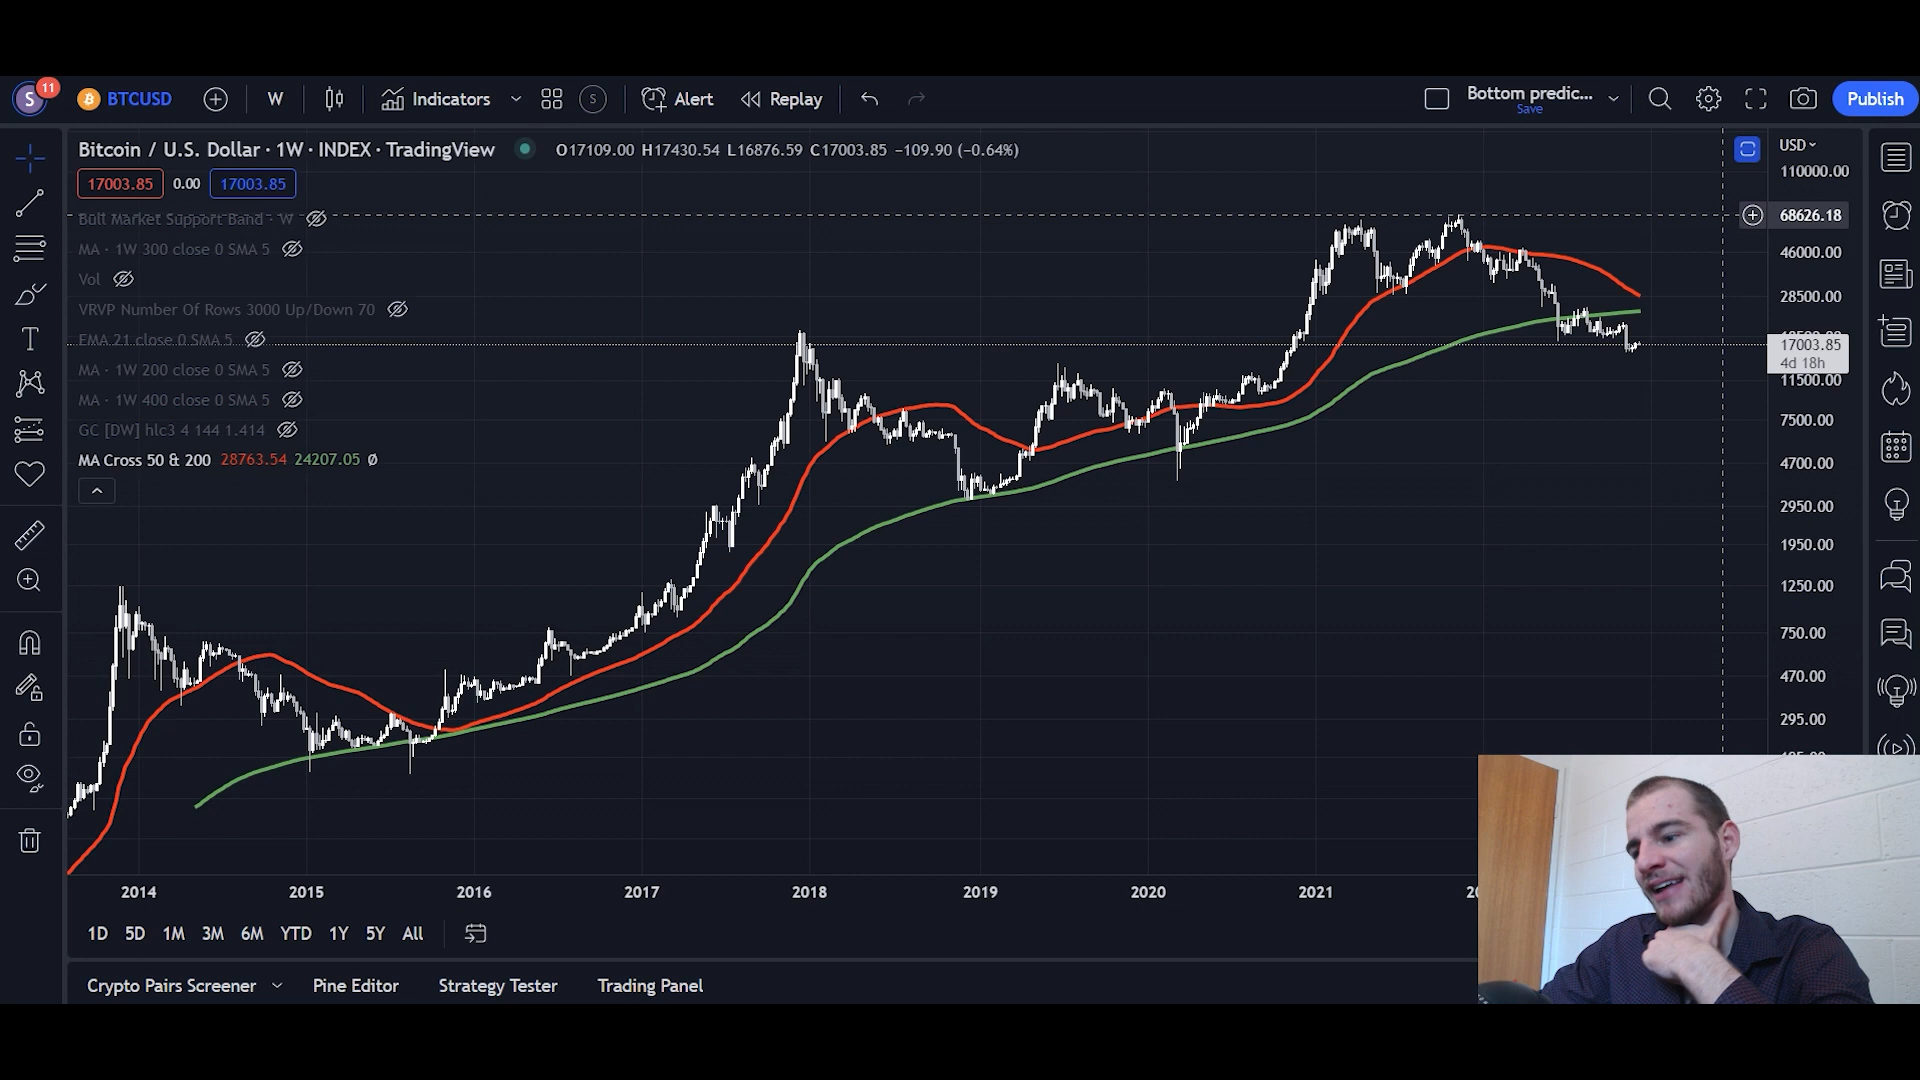 S 11 BTCUSD W Indicators S Alert Replay Bottom predic... Save Publish
Bitcoin / U.S. Dollar · 1W · INDEX · TradingView O17109.00 H17430.54 L16876.59 C17003.85 −109.90 (−0.64%) USD
110000.00
17003.85 0.00 17003.85
Bull Market Support Band · W
68626.18
MA · 1W 300 close 0 SMA 5
46000.00
Vol
28500.00
VRVP Number Of Rows 3000 Up/Down 70
EMA 21 close 0 SMA 5
17003.85
4d 18h
MA · 1W 200 close 0 SMA 5
11500.00
MA · 1W 400 close 0 SMA 5
7500.00
GC [DW] hlc3 4 144 1.414
MA Cross 50 & 200 28763.54 24207.05 Ø
4700.00
2950.00
1950.00
1250.00
750.00
470.00
295.00
2014 2015 2016 2017 2018 2019 2020 2021
1D 5D 1M 3M 6M YTD 1Y 5Y All
Crypto Pairs Screener Pine Editor Strategy Tester Trading Panel